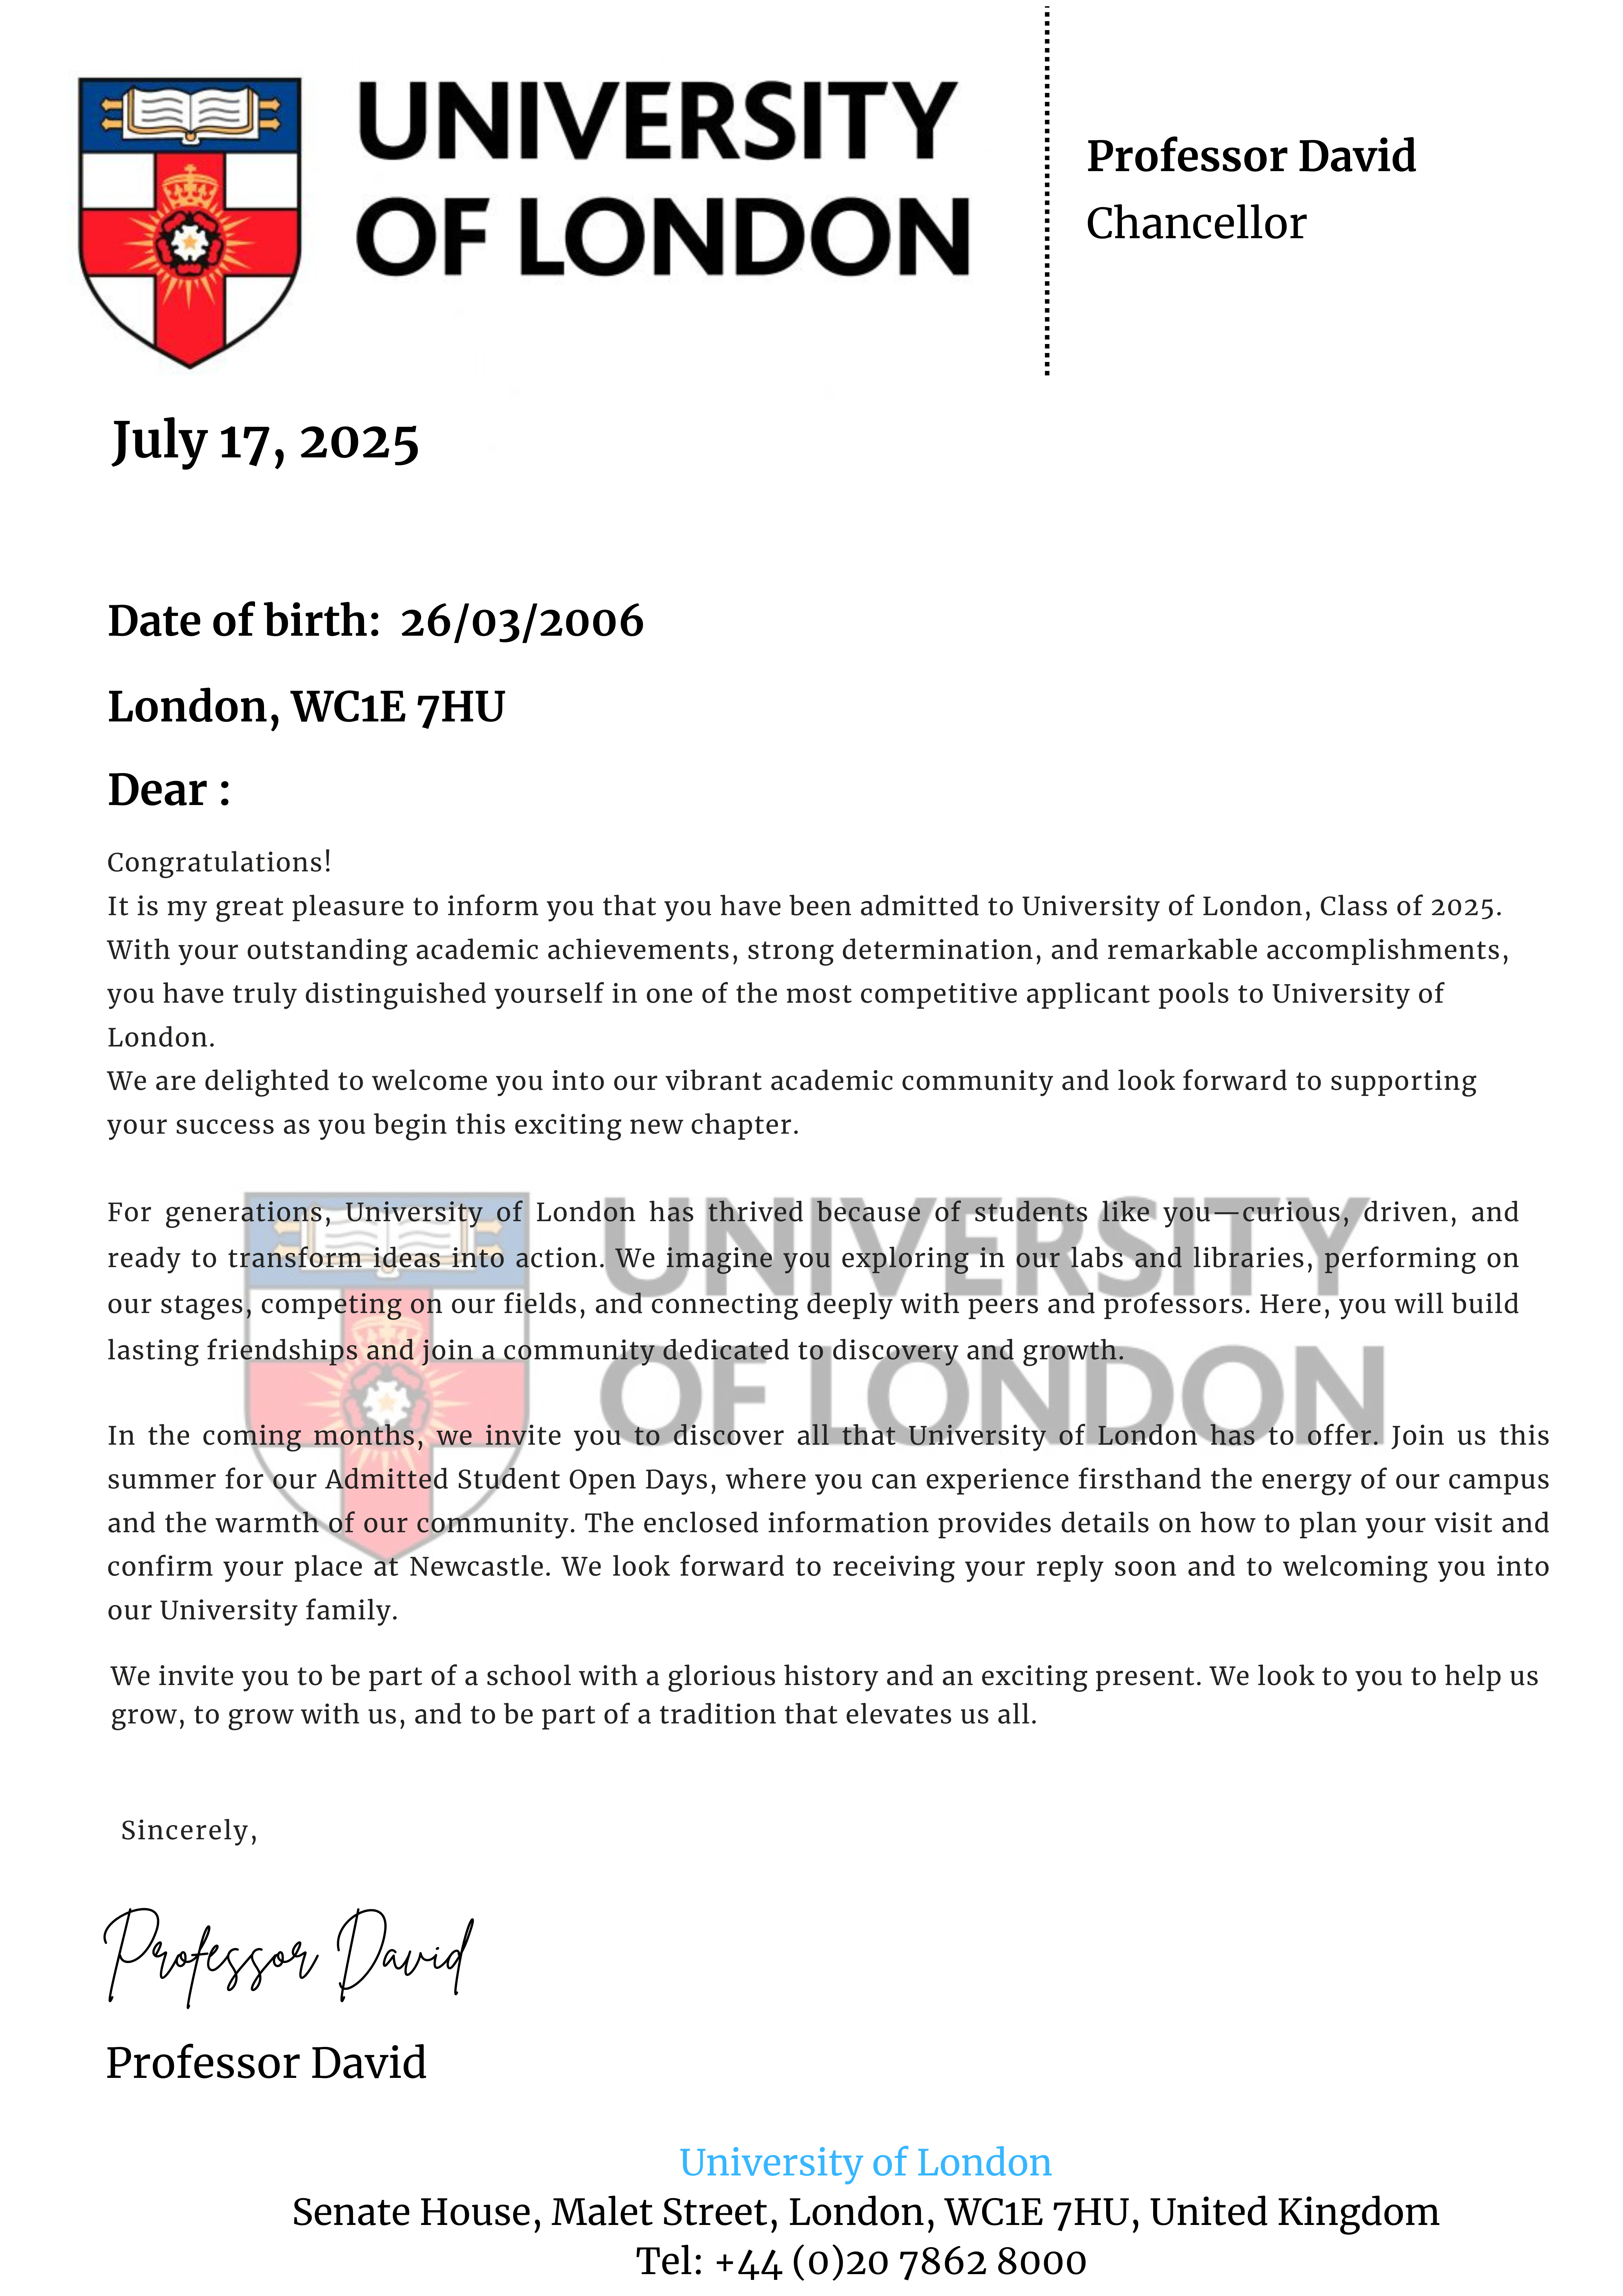 UNIVERSITY
OF LONDON
Professor David
Chancellor
July 17, 2025
Date of birth: 26/03/2006
London, WC1E 7HU
Dear :
Congratulations!
It is my great pleasure to inform you that you have been admitted to University of London, Class of 2025.
With your outstanding academic achievements, strong determination, and remarkable accomplishments,
you have truly distinguished yourself in one of the most competitive applicant pools to University of
London.
We are delighted to welcome you into our vibrant academic community and look forward to supporting
your success as you begin this exciting new chapter.
UNIVERSITY
OF LONDON
For generations, University of London has thrived because of students like you—curious, driven, and
ready to transform ideas into action. We imagine you exploring in our labs and libraries, performing on
our stages, competing on our fields, and connecting deeply with peers and professors. Here, you will build
lasting friendships and join a community dedicated to discovery and growth.
In the coming months, we invite you to discover all that University of London has to offer. Join us this
summer for our Admitted Student Open Days, where you can experience firsthand the energy of our campus
and the warmth of our community. The enclosed information provides details on how to plan your visit and
confirm your place at Newcastle. We look forward to receiving your reply soon and to welcoming you into
our University family.
We invite you to be part of a school with a glorious history and an exciting present. We look to you to help us
grow, to grow with us, and to be part of a tradition that elevates us all.
Sincerely,
Professor David
Professor David
University of London
Senate House, Malet Street, London, WC1E 7HU, United Kingdom
Tel: +44 (0)20 7862 8000